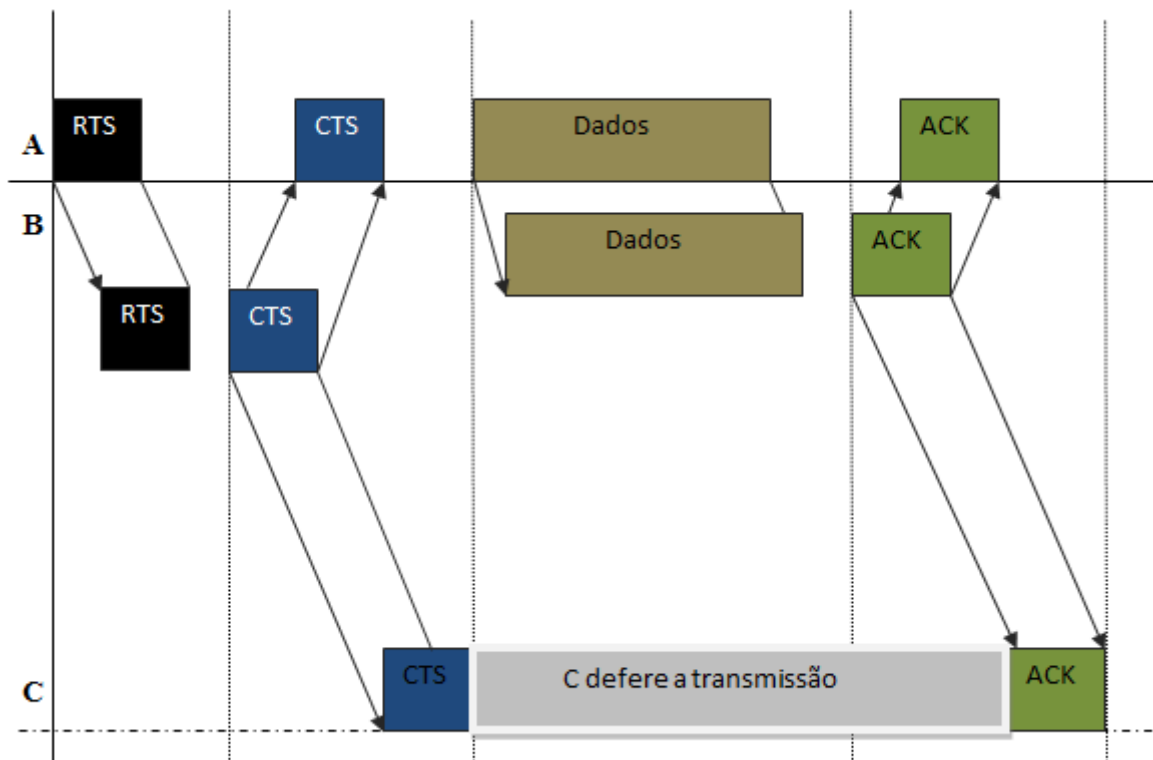 RTS
CTS
Dados
ACK
A
B
Dados
ACK
RTS
CTS
C
CTS
C defere a transmissão
ACK